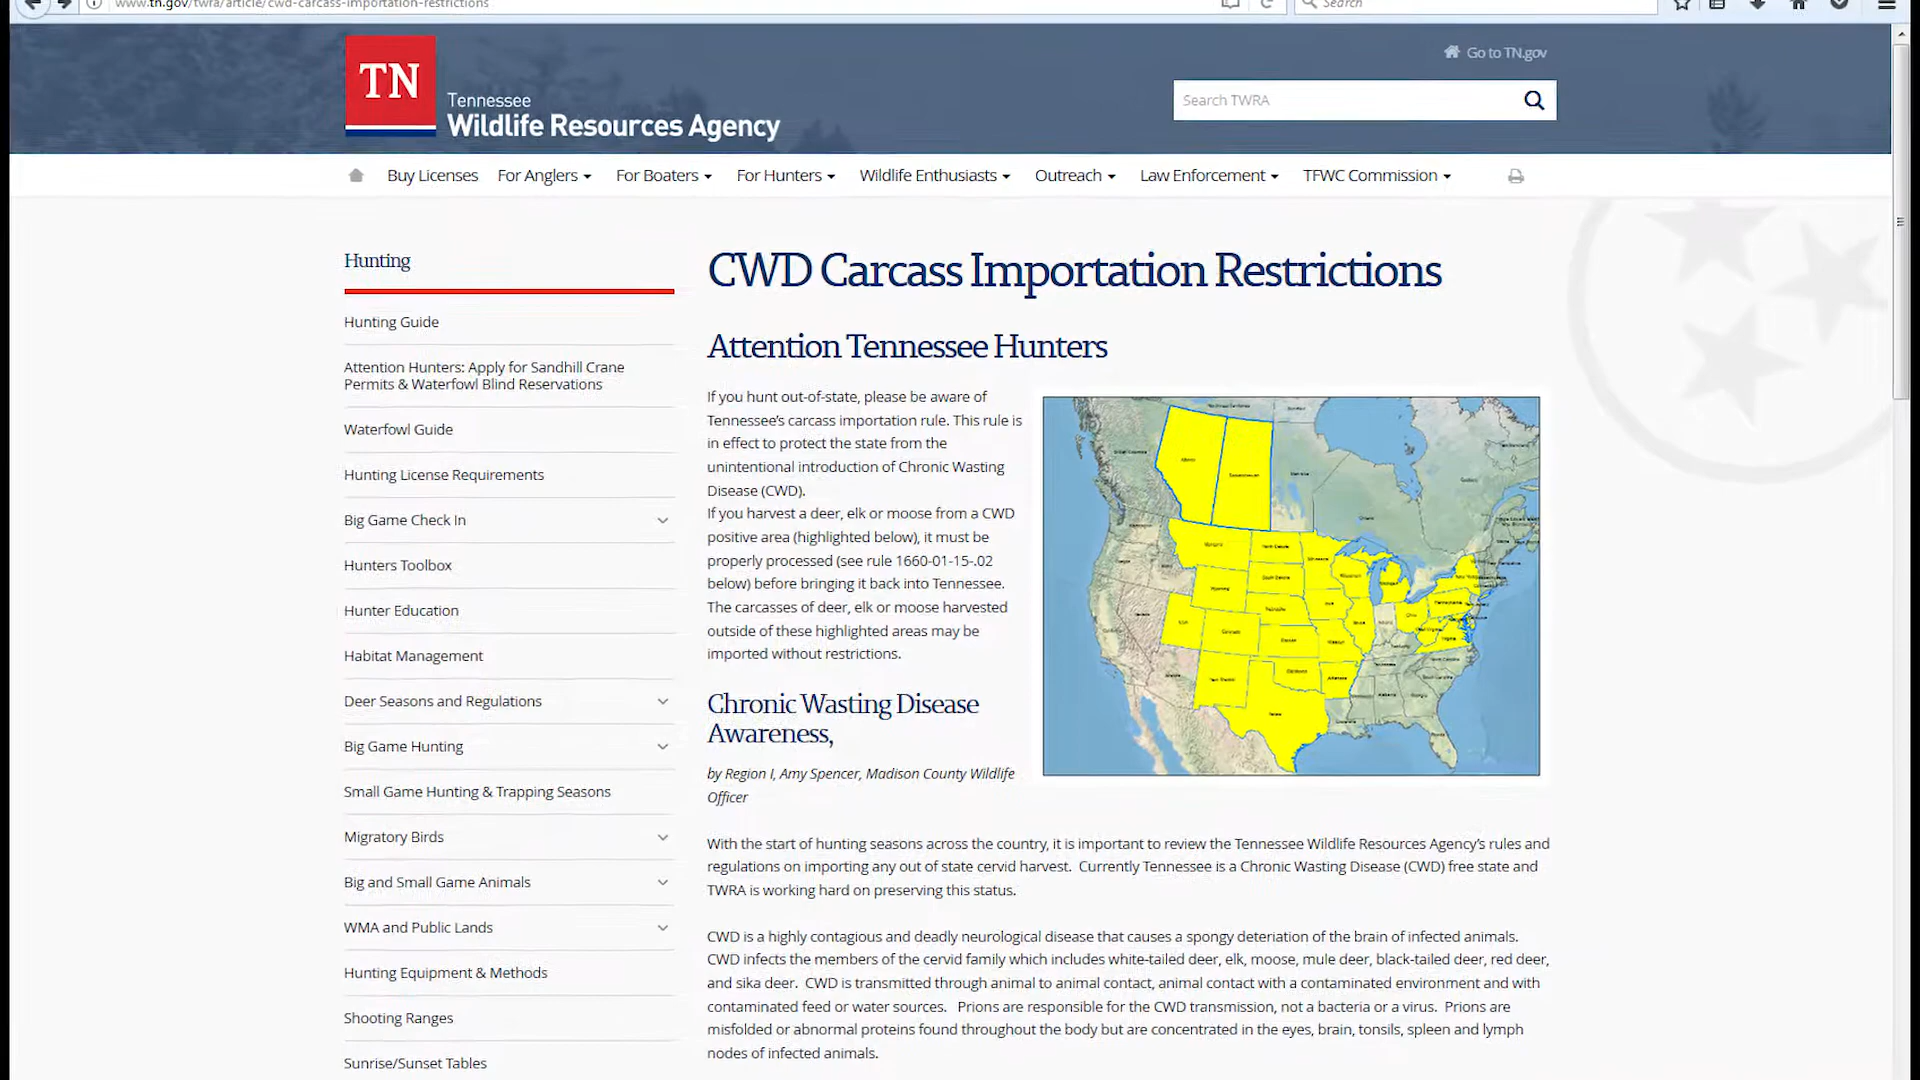 www.tn.gov/twra/article/cwd-carcass-importation-restrictions
Search
Go to TN.gov
TN
Tennessee
Wildlife Resources Agency
Search TWRA
Buy Licenses
For Anglers
For Boaters
For Hunters
Wildlife Enthusiasts
Outreach
Law Enforcement
TFWC Commission
Hunting
Hunting Guide
Attention Hunters: Apply for Sandhill Crane
Permits & Waterfowl Blind Reservations
Waterfowl Guide
Hunting License Requirements
Big Game Check In
Hunters Toolbox
Hunter Education
Habitat Management
Deer Seasons and Regulations
Big Game Hunting
Small Game Hunting & Trapping Seasons
Migratory Birds
Big and Small Game Animals
WMA and Public Lands
Hunting Equipment & Methods
Shooting Ranges
Sunrise/Sunset Tables
CWD Carcass Importation Restrictions
Attention Tennessee Hunters
If you hunt out-of-state, please be aware of
Tennessee's carcass importation rule. This rule is
in effect to protect the state from the
unintentional introduction of Chronic Wasting
Disease (CWD).
If you harvest a deer, elk or moose from a CWD
positive area (highlighted below), it must be
properly processed (see rule 1660-01-15-.02
below) before bringing it back into Tennessee.
The carcasses of deer, elk or moose harvested
outside of these highlighted areas may be
imported without restrictions.
Chronic Wasting Disease
Awareness,
by Region I, Amy Spencer, Madison County Wildlife
Officer
With the start of hunting seasons across the country, it is important to review the Tennessee Wildlife Resources Agency's rules and
regulations on importing any out of state cervid harvest.  Currently Tennessee is a Chronic Wasting Disease (CWD) free state and
TWRA is working hard on preserving this status.
CWD is a highly contagious and deadly neurological disease that causes a spongy deteriation of the brain of infected animals.
CWD infects the members of the cervid family which includes white-tailed deer, elk, moose, mule deer, black-tailed deer, red deer,
and sika deer.  CWD is transmitted through animal to animal contact, animal contact with a contaminated environment and with
contaminated feed or water sources.   Prions are responsible for the CWD transmission, not a bacteria or a virus.  Prions are
misfolded or abnormal proteins found throughout the body but are concentrated in the eyes, brain, tonsils, spleen and lymph
nodes of infected animals.